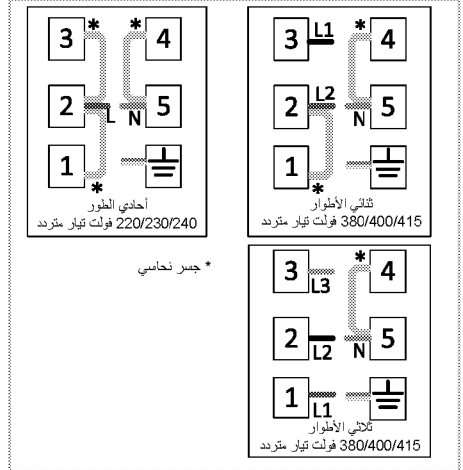 3 * * 4
2 L N 5
1 *
أحادي الطور
220/230/240 فولت تيار متردد
3 L1 * 4
2 L2 N 5
1 *
ثنائي الأطوار
380/400/415 فولت تيار متردد
* جسر نحاسي
3 L3 * 4
2 L2 N 5
1 L1
ثلاثي الأطوار
380/400/415 فولت تيار متردد